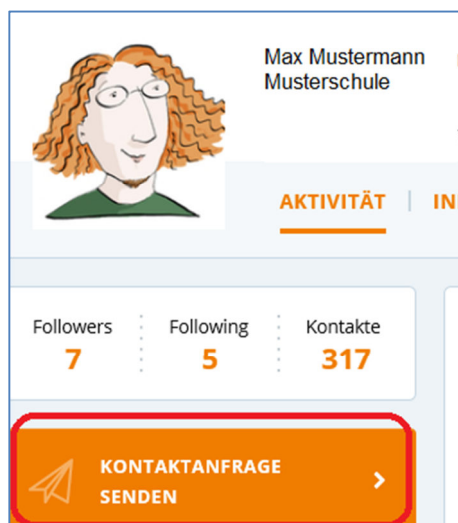 Max Mustermann
Musterschule
AKTIVITÄT
Followers Following Kontakte
7 5 317
KONTAKTANFRAGE
SENDEN